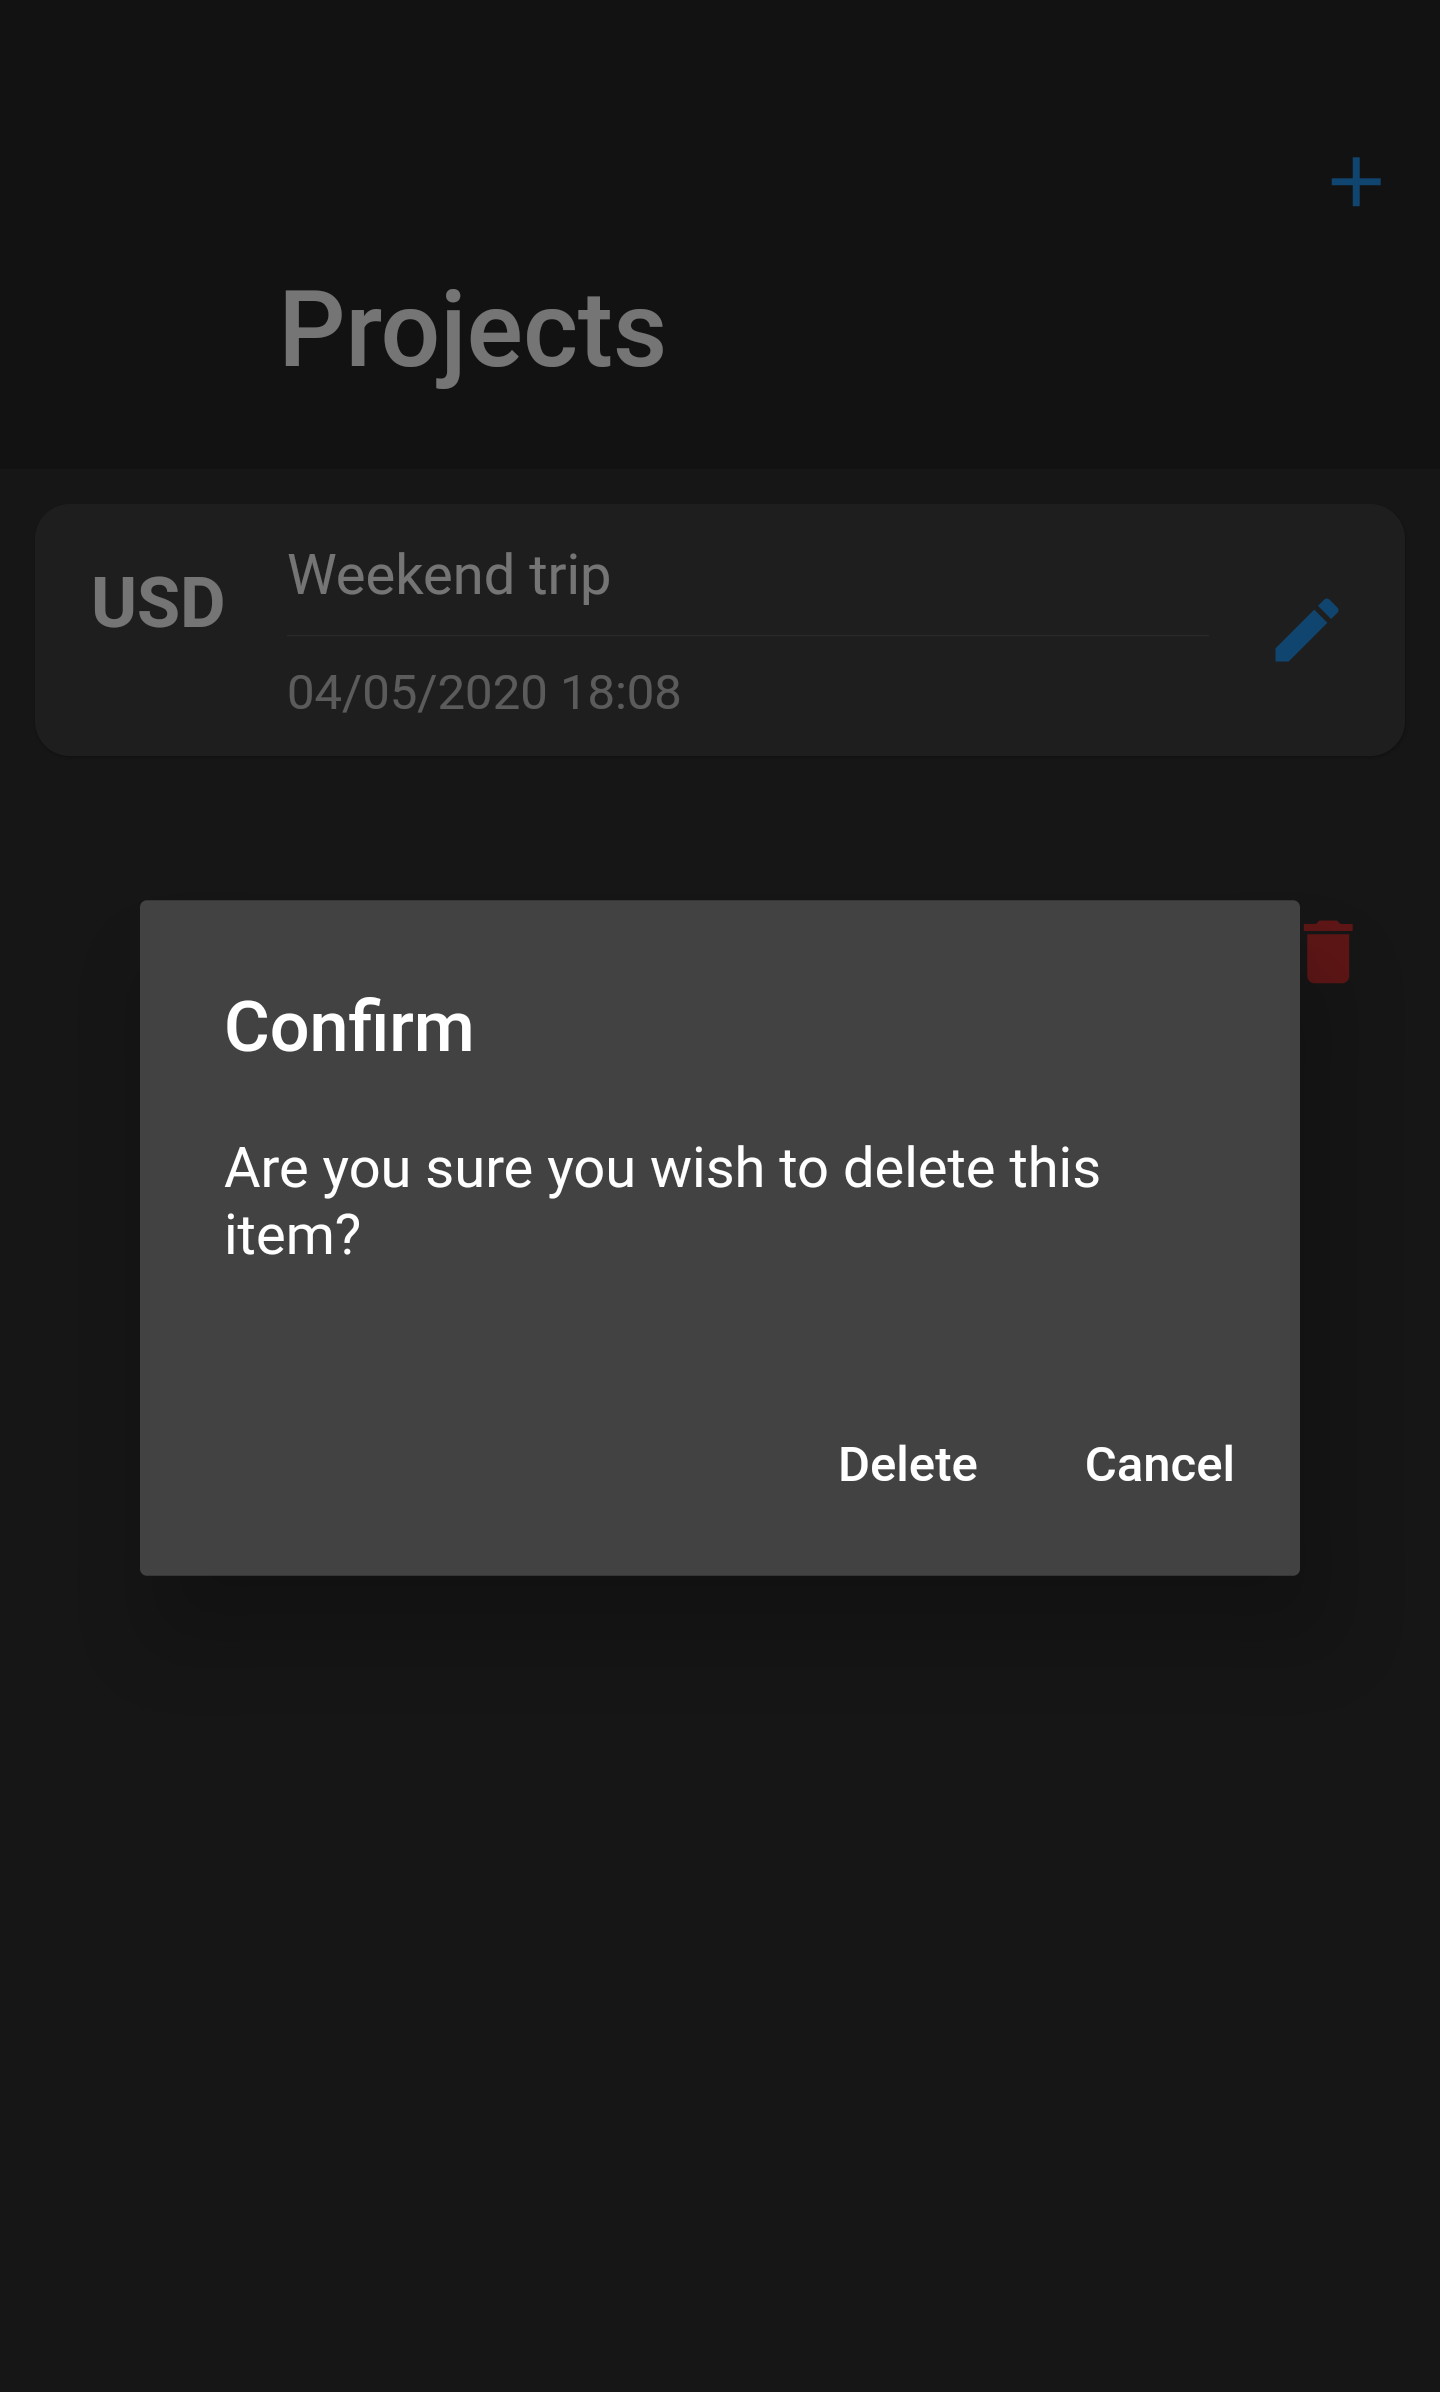 Projects
USD
Weekend trip
04/05/2020 18:08
Confirm
Are you sure you wish to delete this
item?
Delete Cancel